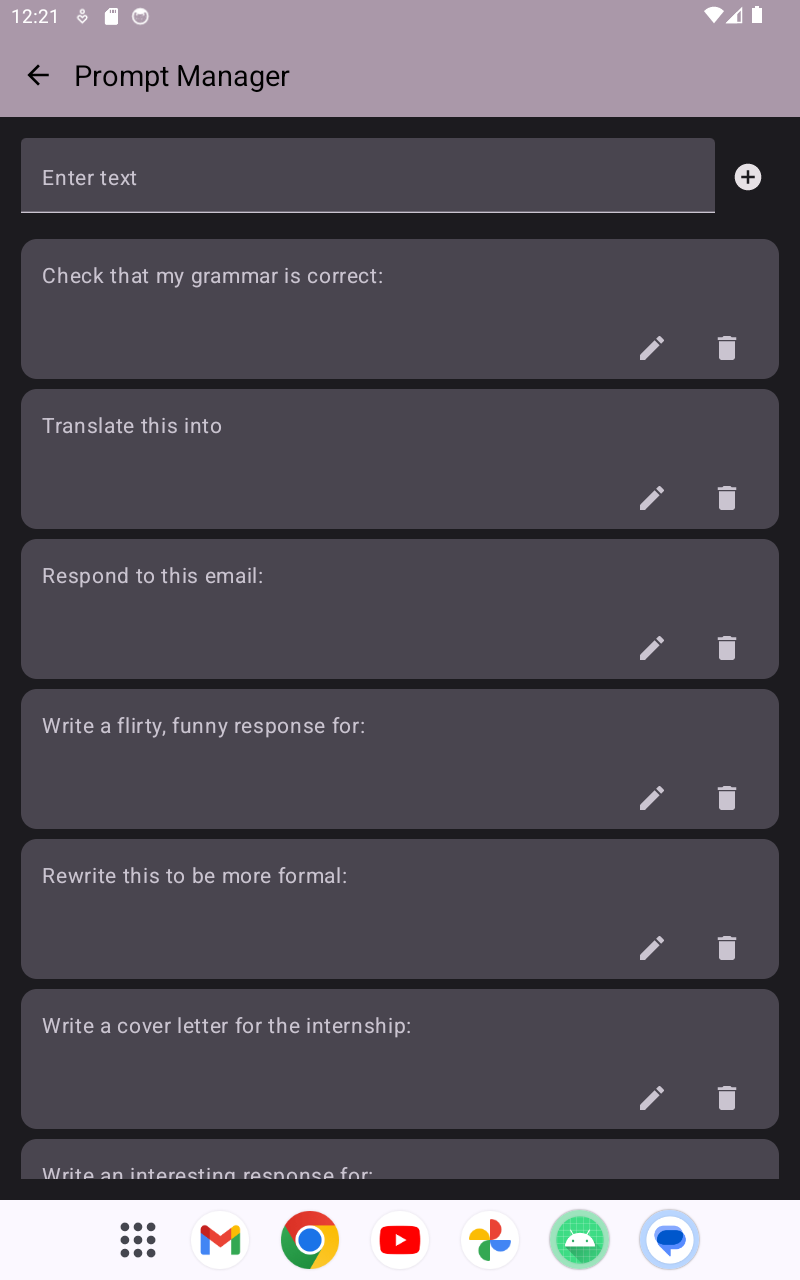 12:21
Prompt Manager
Enter text
Check that my grammar is correct:
Translate this into
Respond to this email:
Write a flirty, funny response for:
Rewrite this to be more formal:
Write a cover letter for the internship:
Write an interesting response for: